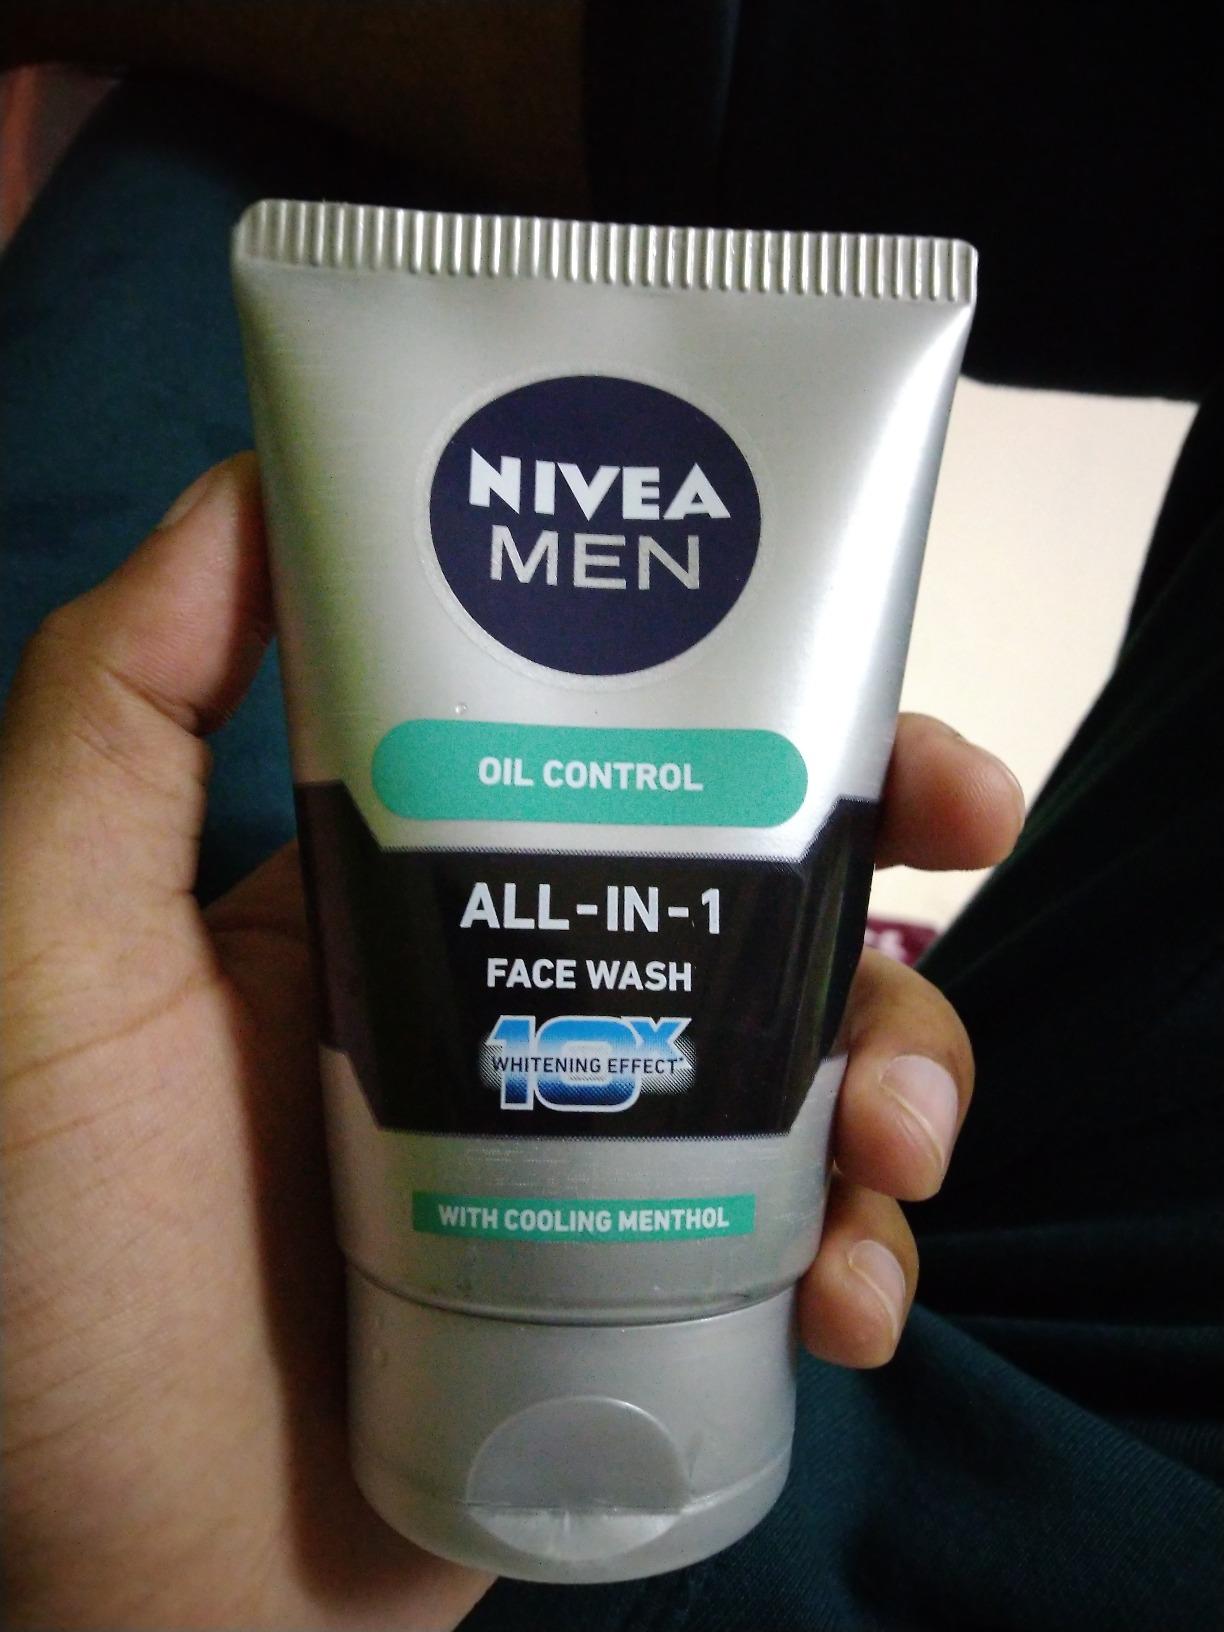 NIVEA
MEN
OIL CONTROL
ALL-IN-1
FACE WASH
10X
WHITENING EFFECT*
WITH COOLING MENTHOL